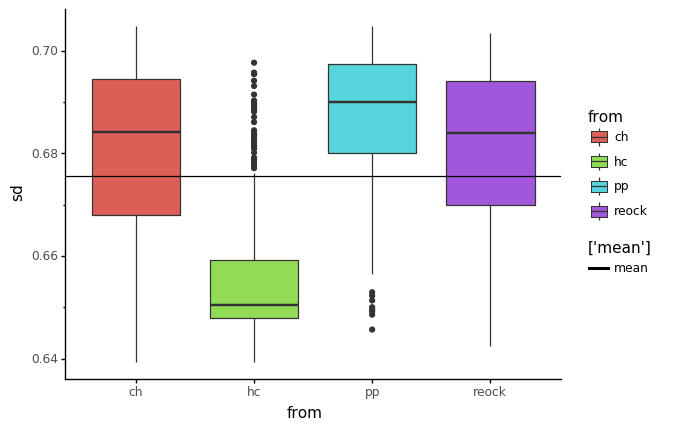 0.70
0.68
0.66
0.64
sd
ch
hc
pp
reock
from
from
ch
hc
pp
reock
['mean']
mean